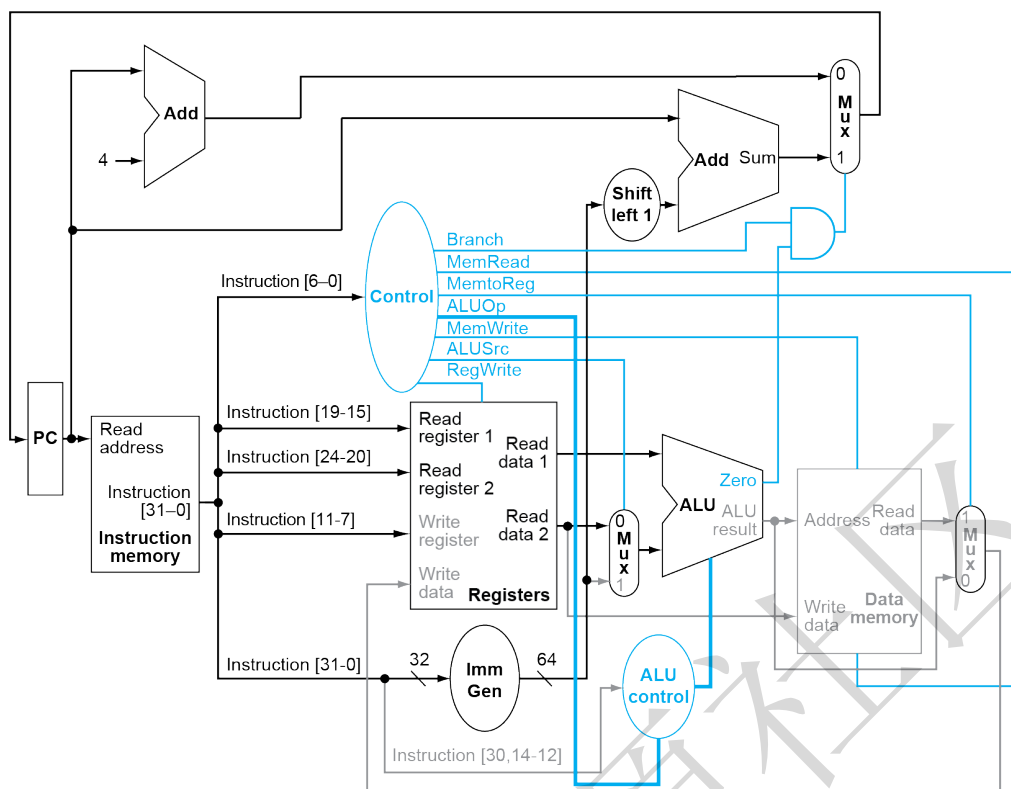 Add
4
0
M
u
x
1
Add Sum
Shift
left 1
Branch
MemRead
MemtoReg
ALUOp
MemWrite
ALUSrc
RegWrite
Instruction [6–0]
Control
PC
Read
address
Instruction
[31–0]
Instruction
memory
Instruction [19-15]
Instruction [24-20]
Instruction [11-7]
Instruction [31-0]
Read
register 1
Read
data 1
Read
register 2
Write
register
Read
data 2
Write
data
Registers
0
M
u
x
1
Zero
ALU
ALU
result
Address
Read
data
Write
data
Data
memory
1
M
u
x
0
32
Imm
Gen
64
ALU
control
Instruction [30,14-12]
社区